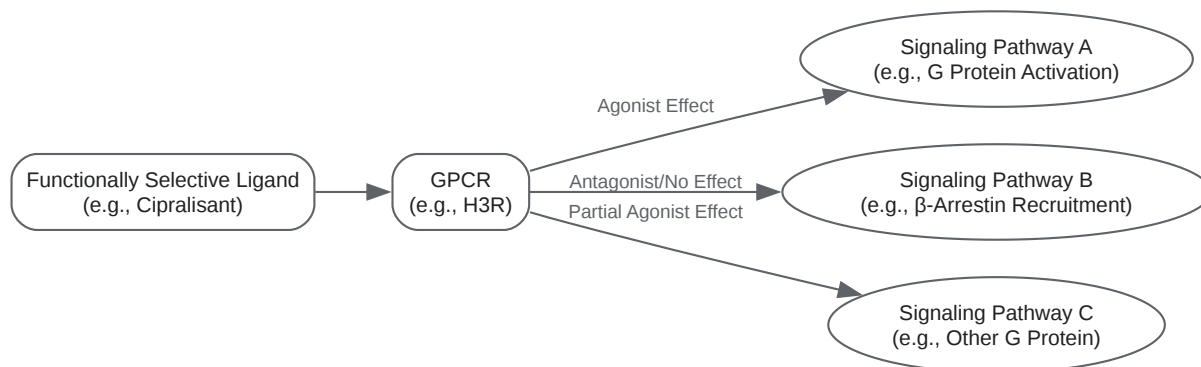 Functionally Selective Ligand
(e.g., Cipralisant)
GPCR
(e.g., H3R)
Agonist Effect
Antagonist/No Effect
Partial Agonist Effect
Signaling Pathway A
(e.g., G Protein Activation)
Signaling Pathway B
(e.g., β-Arrestin Recruitment)
Signaling Pathway C
(e.g., Other G Protein)